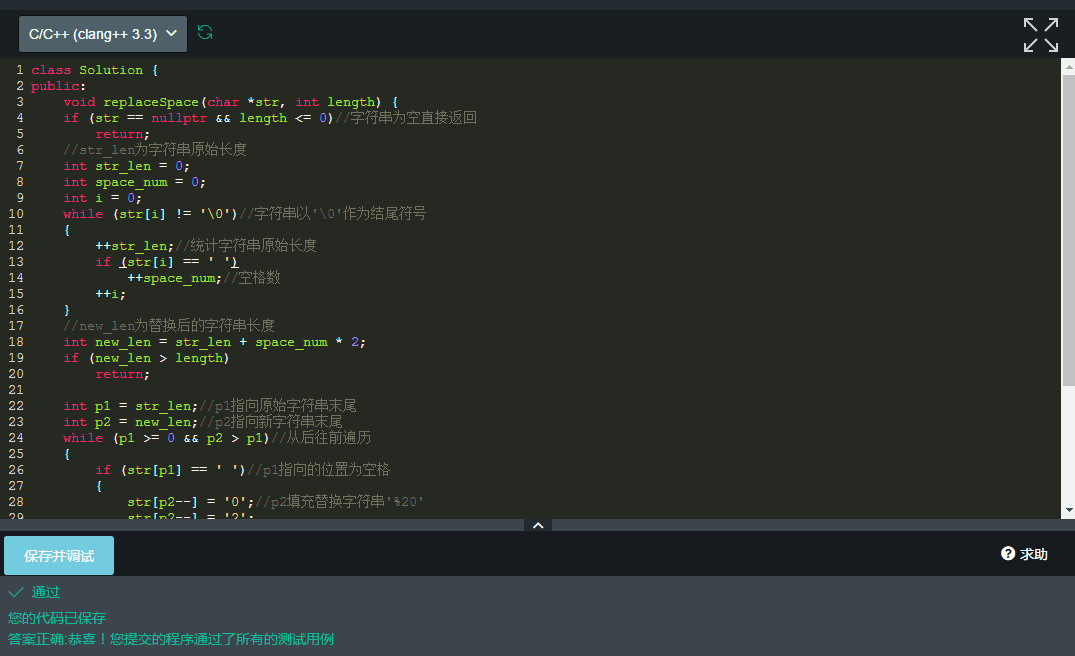 C/C++ (clang++ 3.3)
1 class Solution {
2 public:
3     void replaceSpace(char *str, int length) {
4     if (str == nullptr && length <= 0)//字符串为空直接返回
5         return;
6     //str_len为字符串原始长度
7     int str_len = 0;
8     int space_num = 0;
9     int i = 0;
10     while (str[i] != '\0')//字符串以'\0'作为结尾符号
11     {
12         ++str_len;//统计字符串原始长度
13         if (str[i] == ' ')
14             ++space_num;//空格数
15         ++i;
16     }
17     //new_len为替换后的字符串长度
18     int new_len = str_len + space_num * 2;
19     if (new_len > length)
20         return;
21
22     int p1 = str_len;//p1指向原始字符串末尾
23     int p2 = new_len;//p2指向新字符串末尾
24     while (p1 >= 0 && p2 > p1)//从后往前遍历
25     {
26         if (str[p1] == ' ')//p1指向的位置为空格
27         {
28             str[p2--] = '0';//p2填充替换字符串'%20'
29             str[p2--] = '2';
保存并调试
求助
通过
您的代码已保存
答案正确:恭喜！您提交的程序通过了所有的测试用例